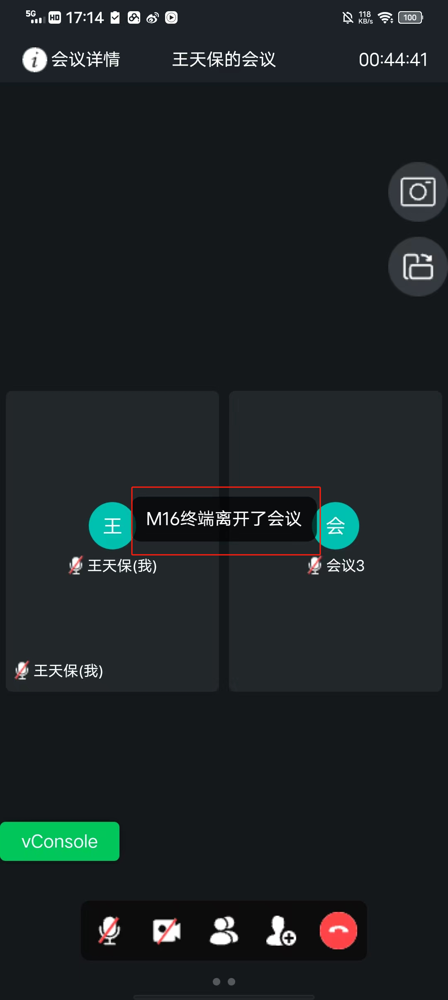 5G HD 17:14 118 KB/s 100
会议详情 王天保的会议 00:44:41
王 M16终端离开了会议 会
王天保(我) 会议3
王天保(我)
vConsole